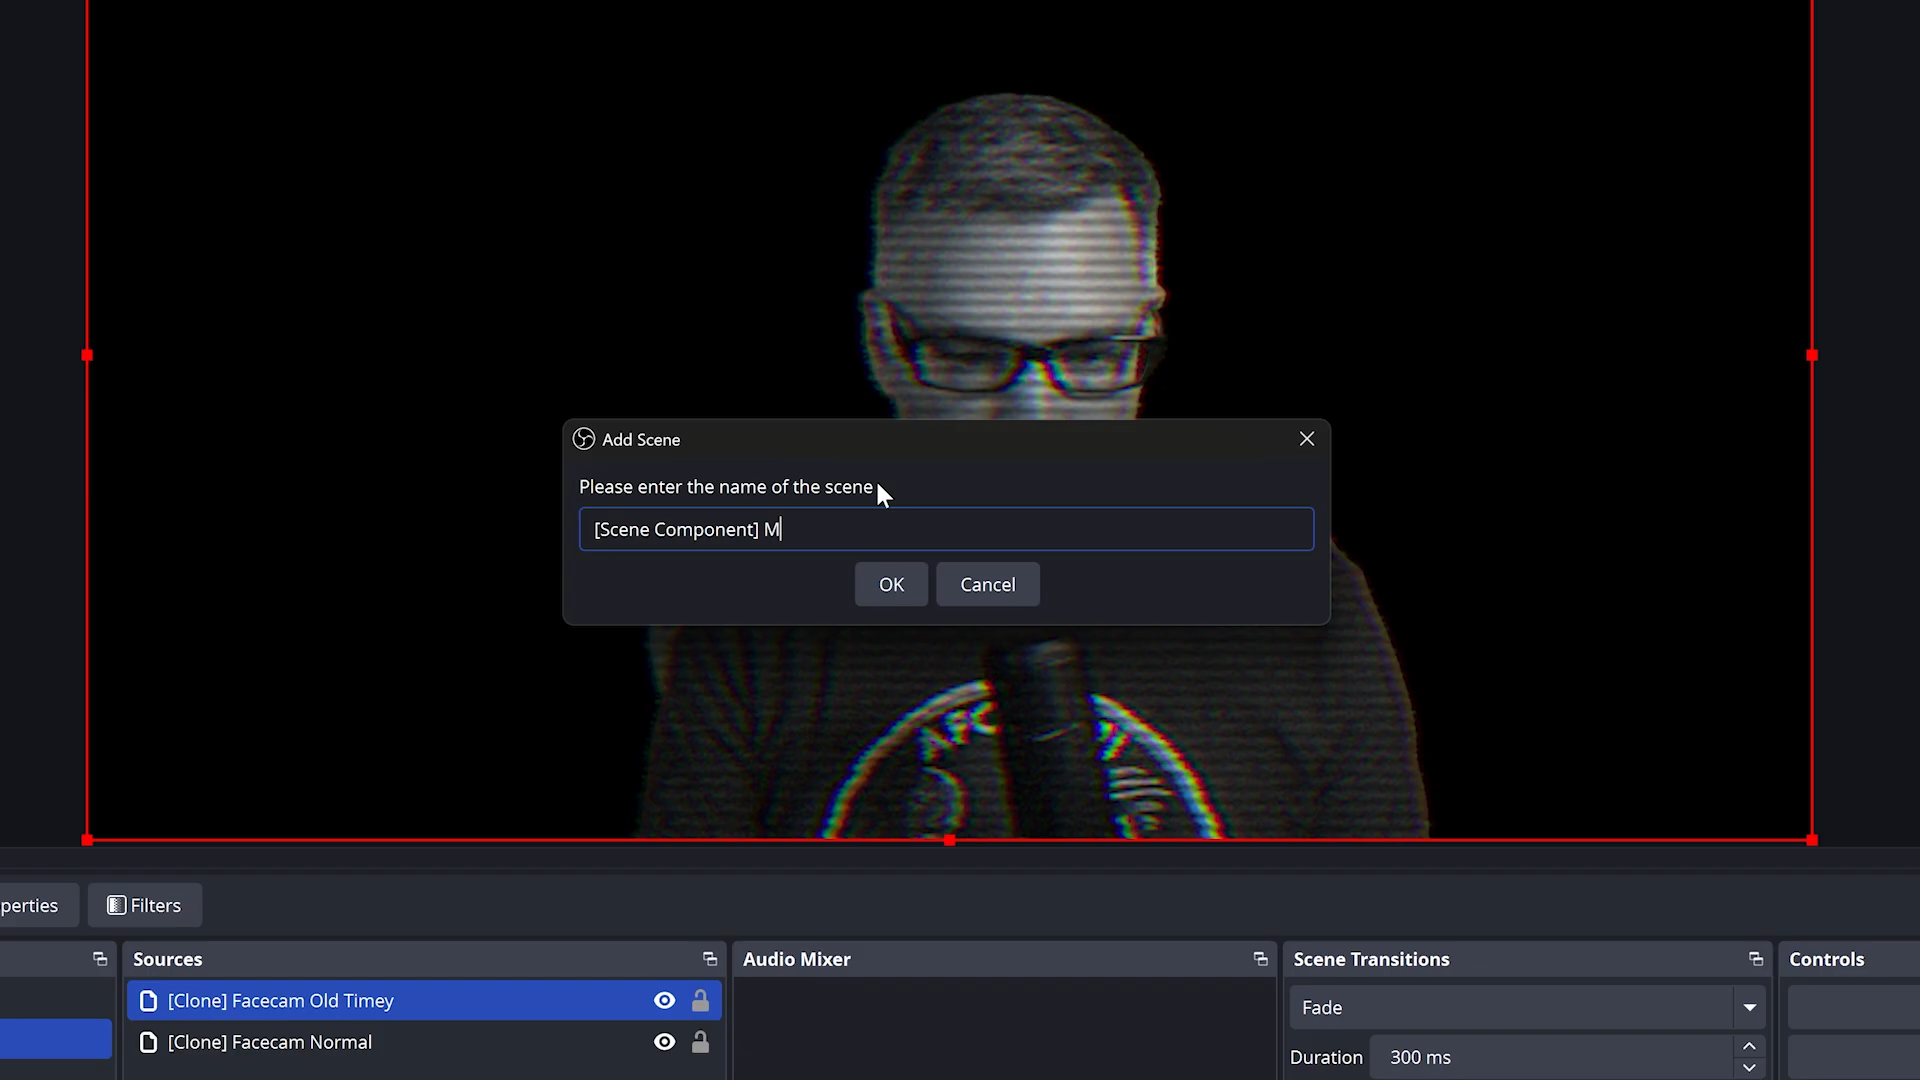 Add Scene
Please enter the name of the scene
[Scene Component] M
OK Cancel
perties Filters
Sources Audio Mixer Scene Transitions Controls
[Clone] Facecam Old Timey
Fade
[Clone] Facecam Normal
Duration 300 ms